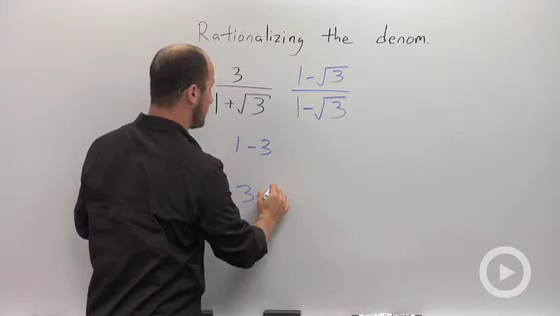 Rationalizing the denom.
3 1-√3
1+√3 1-√3
1-3
3